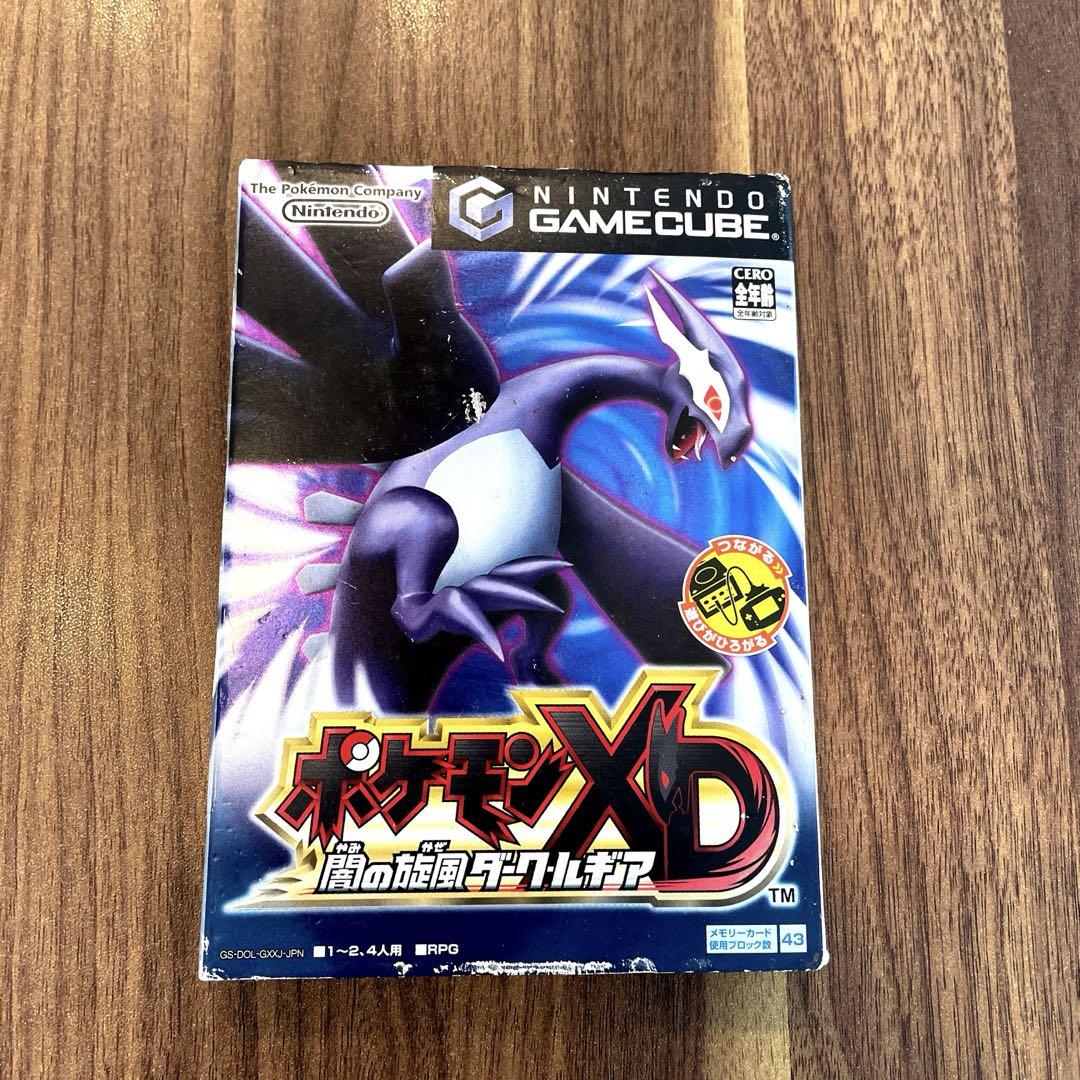 The Pokémon Company
Nintendo
NINTENDO
GAMECUBE®
CERO
全年齢
全年齢対象
つながる»
遊びがひろがる
ポケモンXD
やみ かぜ
闇の旋風ダーク・ルギア
TM
GS-DOL-GXXJ-JPN ■1〜2、4人用 ■RPG
メモリーカード
使用ブロック数 43